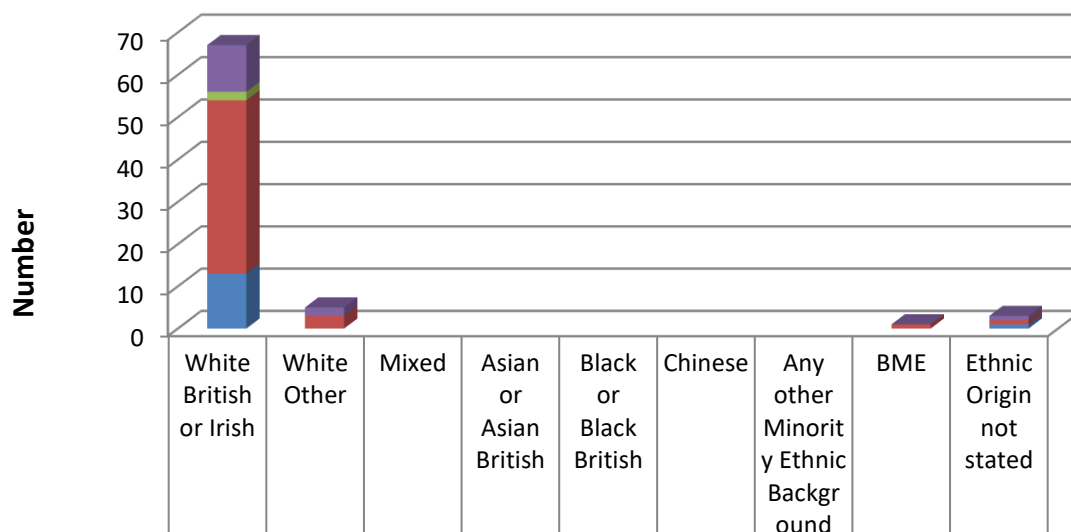 70
60
50
40
30
20
10
0
Number
White
British
or Irish
White
Other
Mixed
Asian
or
Asian
British
Black
or
Black
British
Chinese
Any
other
Minorit
y Ethnic
Backgr
ound
BME
Ethnic
Origin
not
stated